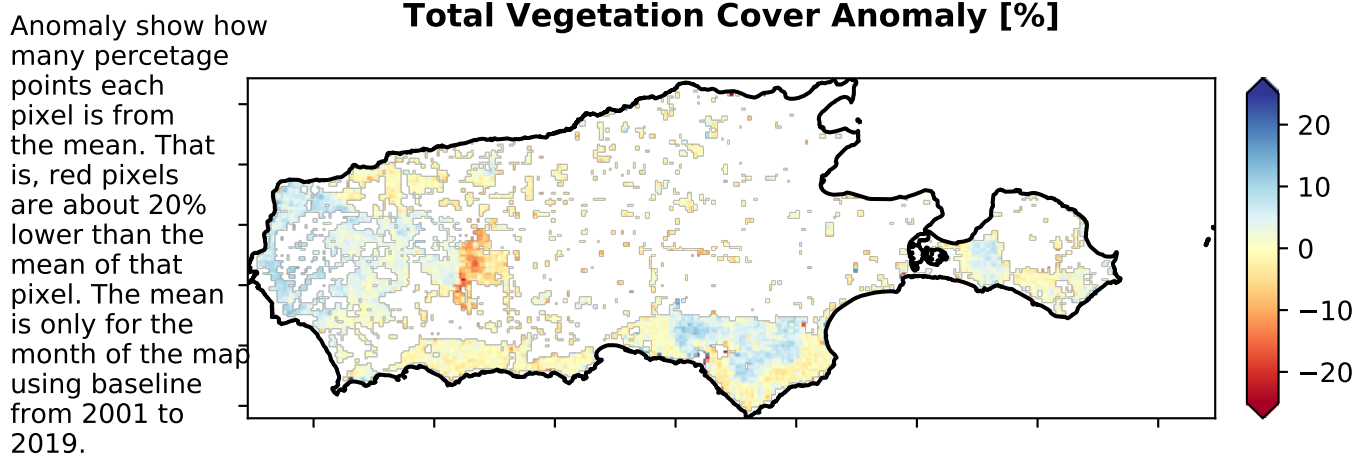 Total Vegetation Cover Anomaly [%]
Anomaly show how
many percetage
points each
pixel is from
the mean. That
is, red pixels
are about 20%
lower than the
mean of that
pixel. The mean
is only for the
month of the map
using baseline
from 2001 to
2019.
20
10
0
−10
−20